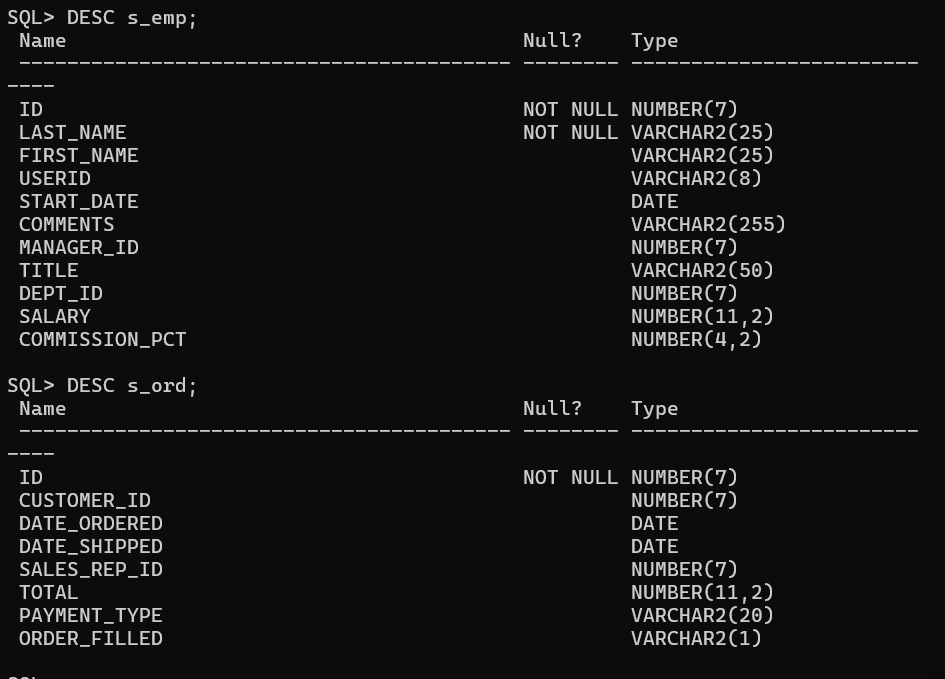 SQL> DESC s_emp;
 Name                                      Null?    Type
 ----------------------------------------- -------- ------------------------
----
 ID                                        NOT NULL NUMBER(7)
 LAST_NAME                                 NOT NULL VARCHAR2(25)
 FIRST_NAME                                         VARCHAR2(25)
 USERID                                             VARCHAR2(8)
 START_DATE                                         DATE
 COMMENTS                                           VARCHAR2(255)
 MANAGER_ID                                         NUMBER(7)
 TITLE                                              VARCHAR2(50)
 DEPT_ID                                            NUMBER(7)
 SALARY                                             NUMBER(11,2)
 COMMISSION_PCT                                     NUMBER(4,2)

SQL> DESC s_ord;
 Name                                      Null?    Type
 ----------------------------------------- -------- ------------------------
----
 ID                                        NOT NULL NUMBER(7)
 CUSTOMER_ID                                        NUMBER(7)
 DATE_ORDERED                                       DATE
 DATE_SHIPPED                                       DATE
 SALES_REP_ID                                       NUMBER(7)
 TOTAL                                              NUMBER(11,2)
 PAYMENT_TYPE                                       VARCHAR2(20)
 ORDER_FILLED                                       VARCHAR2(1)